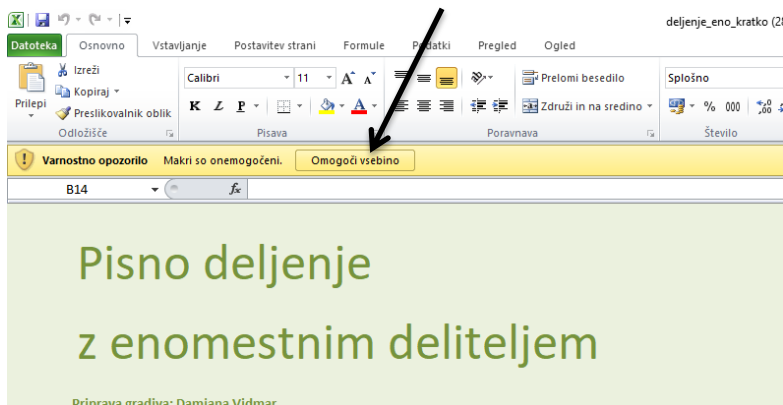 deljenje_eno_kratko (28
Datoteka Osnovno Vstavljanje Postavitev strani Formule Podatki Pregled Ogled
Izreži
Kopiraj
Prilepi
Preslikovalnik oblik
Calibri 11 A A
K L P A
Prelomi besedilo
Združi in na sredino
Splošno
% 000
Odložišče Pisava Poravnava Število
Varnostno opozorilo Makri so onemogočeni. Omogoči vsebino
B14 fx
Pisno deljenje
z enomestnim deliteljem
Priprava gradiva: Damjana Vidmar